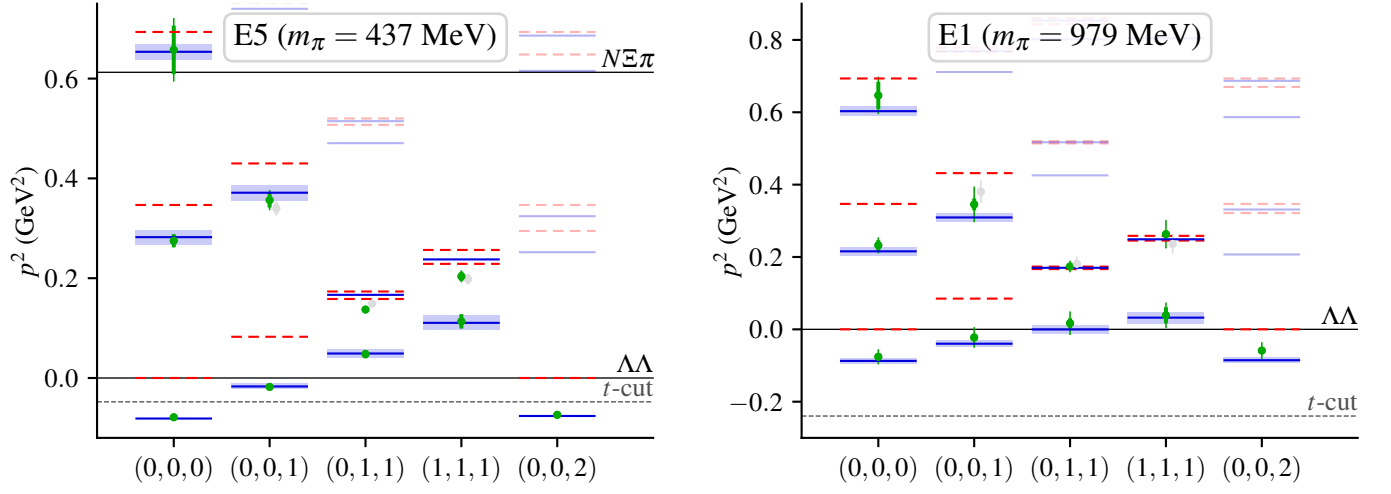 E5 (mπ = 437 MeV)
NΞπ
0.6
0.4
p² (GeV²)
0.2
ΛΛ
0.0
t-cut
(0,0,0) (0,0,1) (0,1,1) (1,1,1) (0,0,2)
E1 (mπ = 979 MeV)
0.8
0.6
0.4
p² (GeV²)
0.2
ΛΛ
0.0
−0.2
t-cut
(0,0,0) (0,0,1) (0,1,1) (1,1,1) (0,0,2)